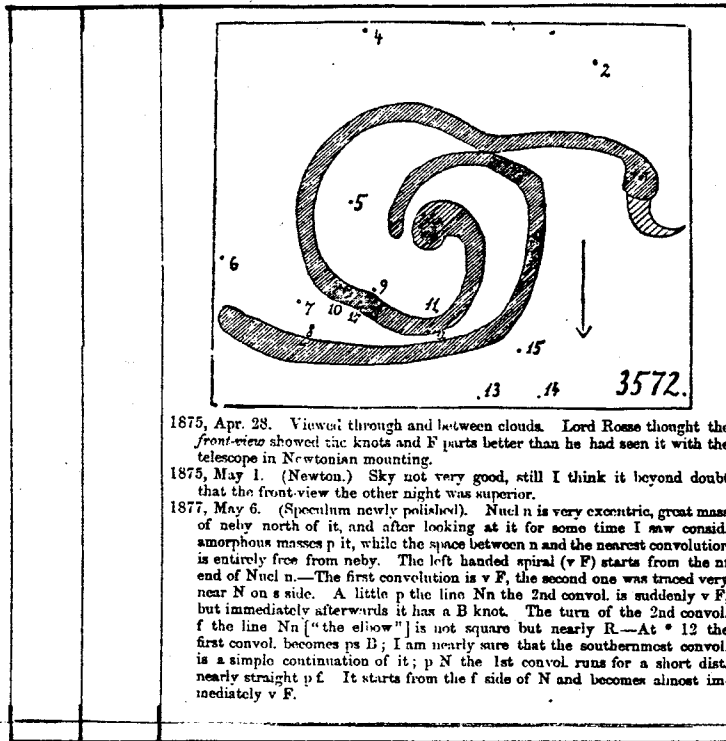 4
2
5
6
9
7
10
12
11
8
15
13
14
3572.
1875, Apr. 28. Viewed through and between clouds. Lord Rosse thought the
front-view showed the knots and F parts better than he had seen it with the
telescope in Newtonian mounting.
1875, May 1. (Newton.) Sky not very good, still I think it beyond doubt
that the front-view the other night was superior.
1877, May 6. (Speculum newly polished). Nucl n is very excentric, great mass
of neby north of it, and after looking at it for some time I saw consid.
amorphous masses p it, while the space between n and the nearest convolution
is entirely free from neby. The left handed spiral (v F) starts from the nf
end of Nucl n.—The first convolution is v F, the second one was traced very
near N on s side. A little p the line Nn the 2nd convol. is suddenly v F,
but immediately afterwards it has a B knot. The turn of the 2nd convol.
f the line Nn ["the elbow"] is not square but nearly R.—At * 12 the
first convol. becomes ps B; I am nearly sure that the southernmost convol.
is a simple continuation of it; p N the 1st convol. runs for a short dist.
nearly straight p f. It starts from the f side of N and becomes almost im-
mediately v F.